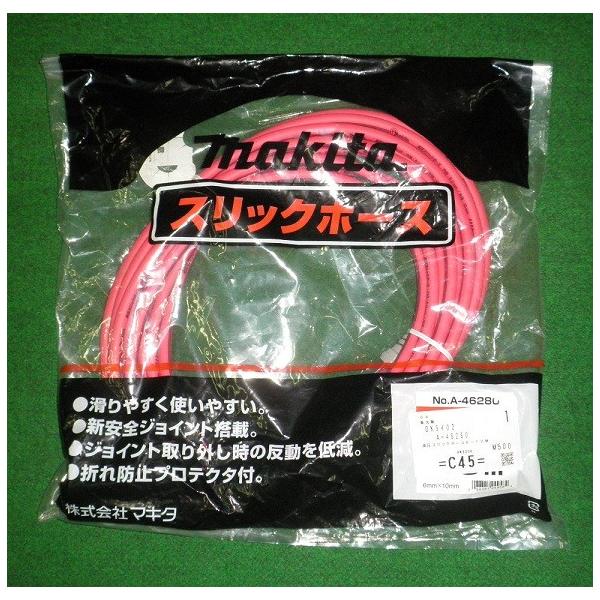 makita
スリックホース
●滑りやすく使いやすい。
●新安全ジョイント搭載。
●ジョイント取り外し時の反動を低減。
●折れ防止プロテクタ付。
株式会社マキタ
No.A-46280
1
A-46280
=C45=
6mm×10mm